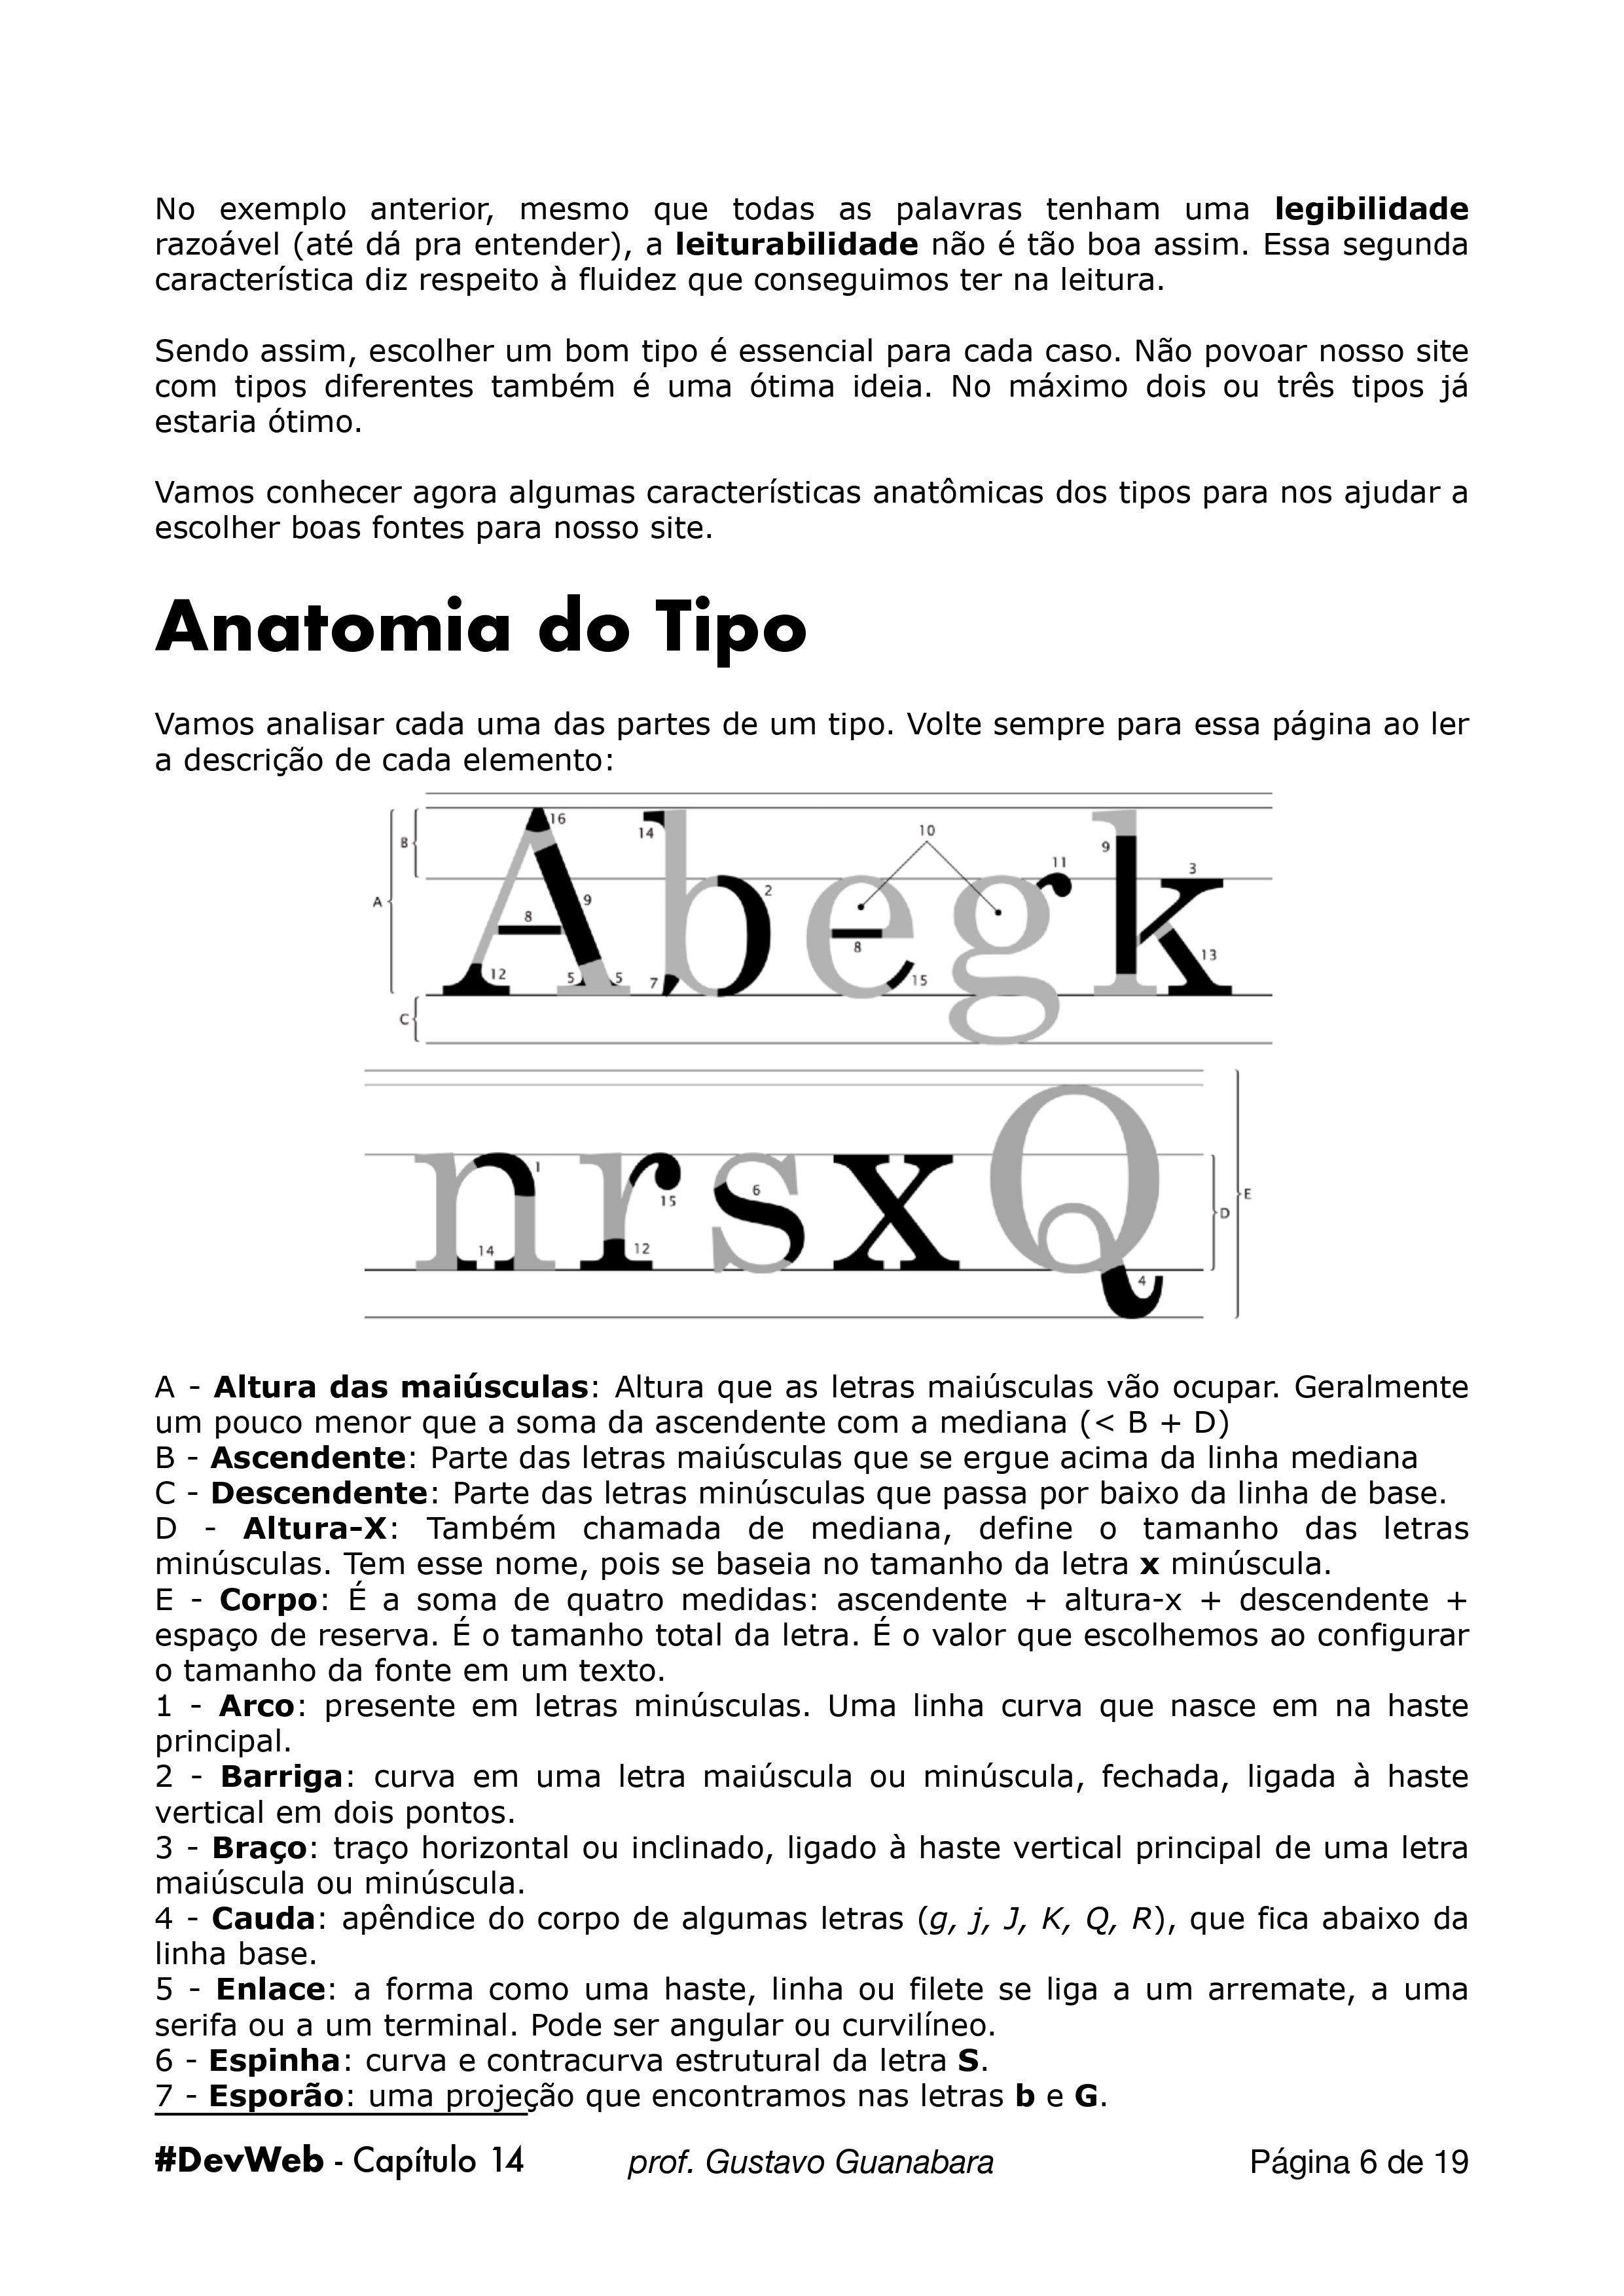 No exemplo anterior, mesmo que todas as palavras tenham uma legibilidade
razoável (até dá pra entender), a leiturabilidade não é tão boa assim. Essa segunda
característica diz respeito à fluidez que conseguimos ter na leitura.
Sendo assim, escolher um bom tipo é essencial para cada caso. Não povoar nosso site
com tipos diferentes também é uma ótima ideia. No máximo dois ou três tipos já
estaria ótimo.
Vamos conhecer agora algumas características anatômicas dos tipos para nos ajudar a
escolher boas fontes para nosso site.
Anatomia do Tipo
Vamos analisar cada uma das partes de um tipo. Volte sempre para essa página ao ler
a descrição de cada elemento:
A B C
A b e g k
16 14 10 9 11 3 2 9 8 8 13 12 5 5 7 15
n r s x Q
1 15 6 14 12 4
D E
A - Altura das maiúsculas: Altura que as letras maiúsculas vão ocupar. Geralmente
um pouco menor que a soma da ascendente com a mediana (< B + D)
B - Ascendente: Parte das letras maiúsculas que se ergue acima da linha mediana
C - Descendente: Parte das letras minúsculas que passa por baixo da linha de base.
D - Altura-X: Também chamada de mediana, define o tamanho das letras
minúsculas. Tem esse nome, pois se baseia no tamanho da letra x minúscula.
E - Corpo: É a soma de quatro medidas: ascendente + altura-x + descendente +
espaço de reserva. É o tamanho total da letra. É o valor que escolhemos ao configurar
o tamanho da fonte em um texto.
1 - Arco: presente em letras minúsculas. Uma linha curva que nasce em na haste
principal.
2 - Barriga: curva em uma letra maiúscula ou minúscula, fechada, ligada à haste
vertical em dois pontos.
3 - Braço: traço horizontal ou inclinado, ligado à haste vertical principal de uma letra
maiúscula ou minúscula.
4 - Cauda: apêndice do corpo de algumas letras (g, j, J, K, Q, R), que fica abaixo da
linha base.
5 - Enlace: a forma como uma haste, linha ou filete se liga a um arremate, a uma
serifa ou a um terminal. Pode ser angular ou curvilíneo.
6 - Espinha: curva e contracurva estrutural da letra S.
7 - Esporão: uma projeção que encontramos nas letras b e G.
#DevWeb - Capítulo 14 prof. Gustavo Guanabara Página 6 de 19